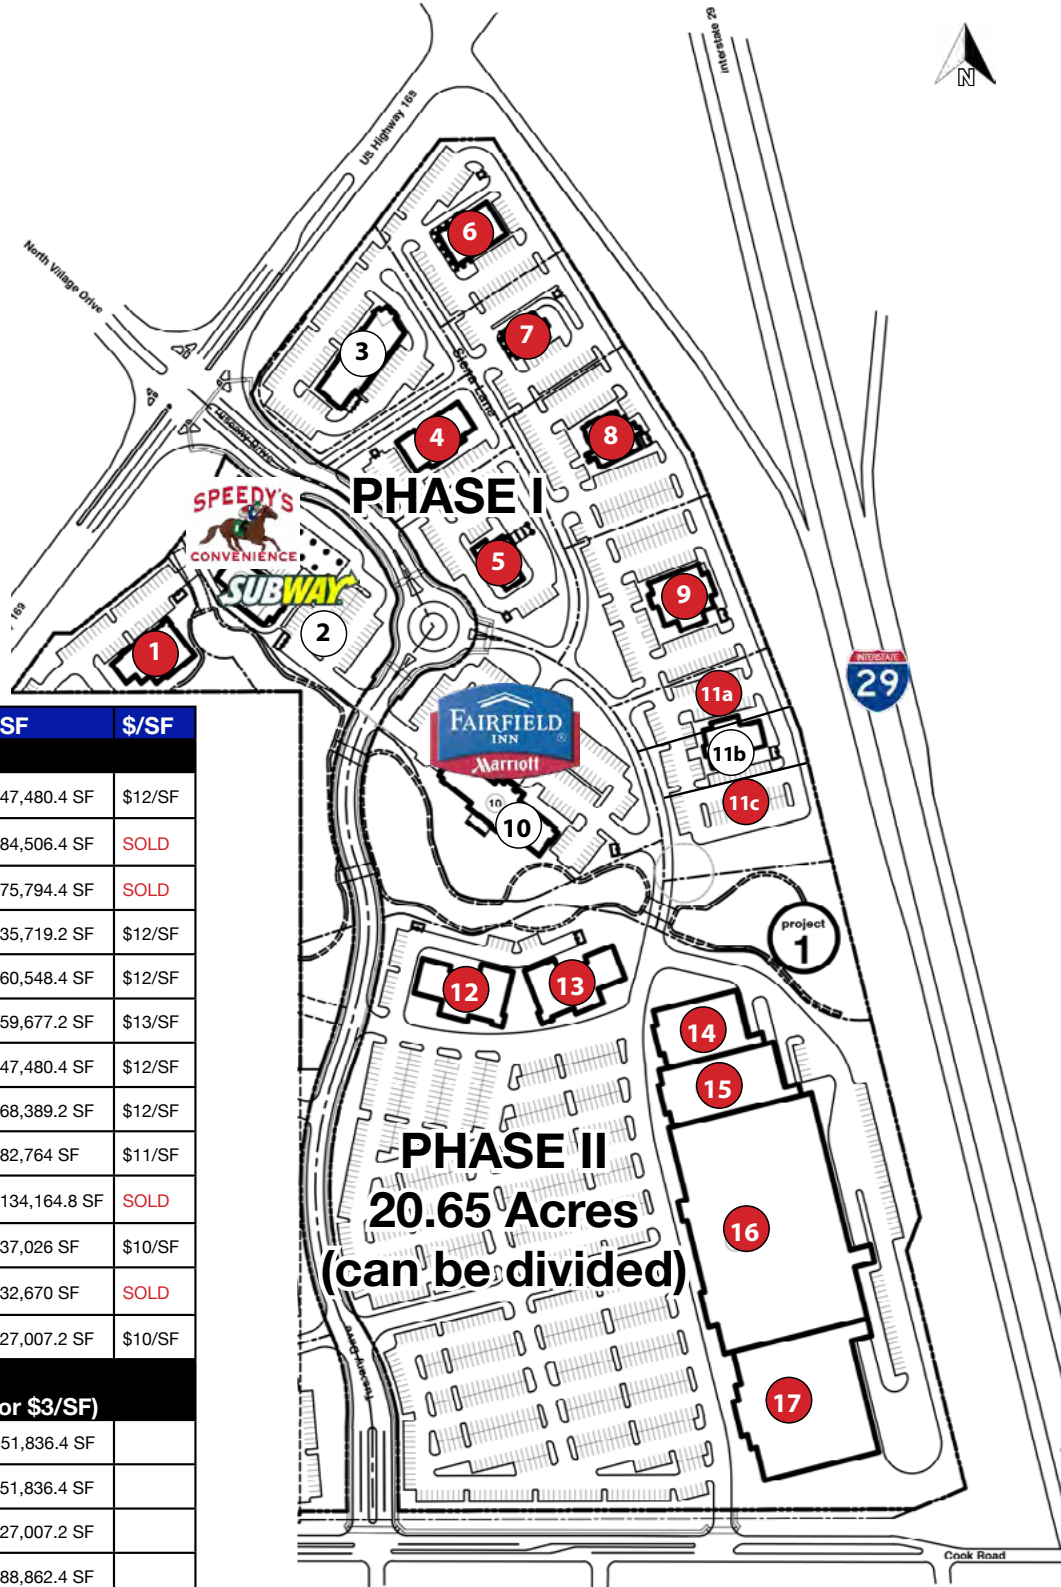 Interstate 29
N
US Highway 169
North Village Drive
6
7
3
Siena Lane
4
8
Tuscany Drive
PHASE I
SPEEDY'S
CONVENIENCE
SUBWAY
5
9
169
2
1
INTERSTATE
29
11a
FAIRFIELD
INN
®
Marriott
11b
11c
10
10
project
1
12
13
14
15
PHASE II
20.65 Acres
(can be divided)
16
17
Tuscany Drive
Cook Road
SF $/SF
47,480.4 SF $12/SF
84,506.4 SF SOLD
75,794.4 SF SOLD
35,719.2 SF $12/SF
60,548.4 SF $12/SF
59,677.2 SF $13/SF
47,480.4 SF $12/SF
68,389.2 SF $12/SF
82,764 SF $11/SF
134,164.8 SF SOLD
37,026 SF $10/SF
32,670 SF SOLD
27,007.2 SF $10/SF
or $3/SF)
51,836.4 SF
51,836.4 SF
27,007.2 SF
88,862.4 SF